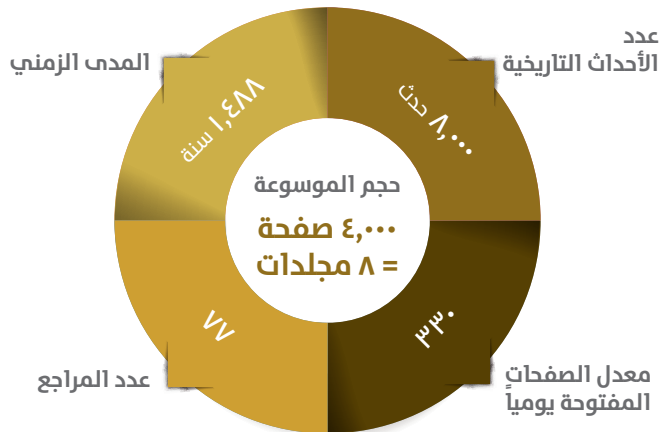 عدد
الأحداث التاريخية
٨,٠٠٠ حدث
المدى الزمني
١,٤٨٨ سنة
حجم الموسوعة
٤,٠٠٠ صفحة
= ٨ مجلدات
٧٧
عدد المراجع
٣٣٠
معدل الصفحات
المفتوحة يومياً